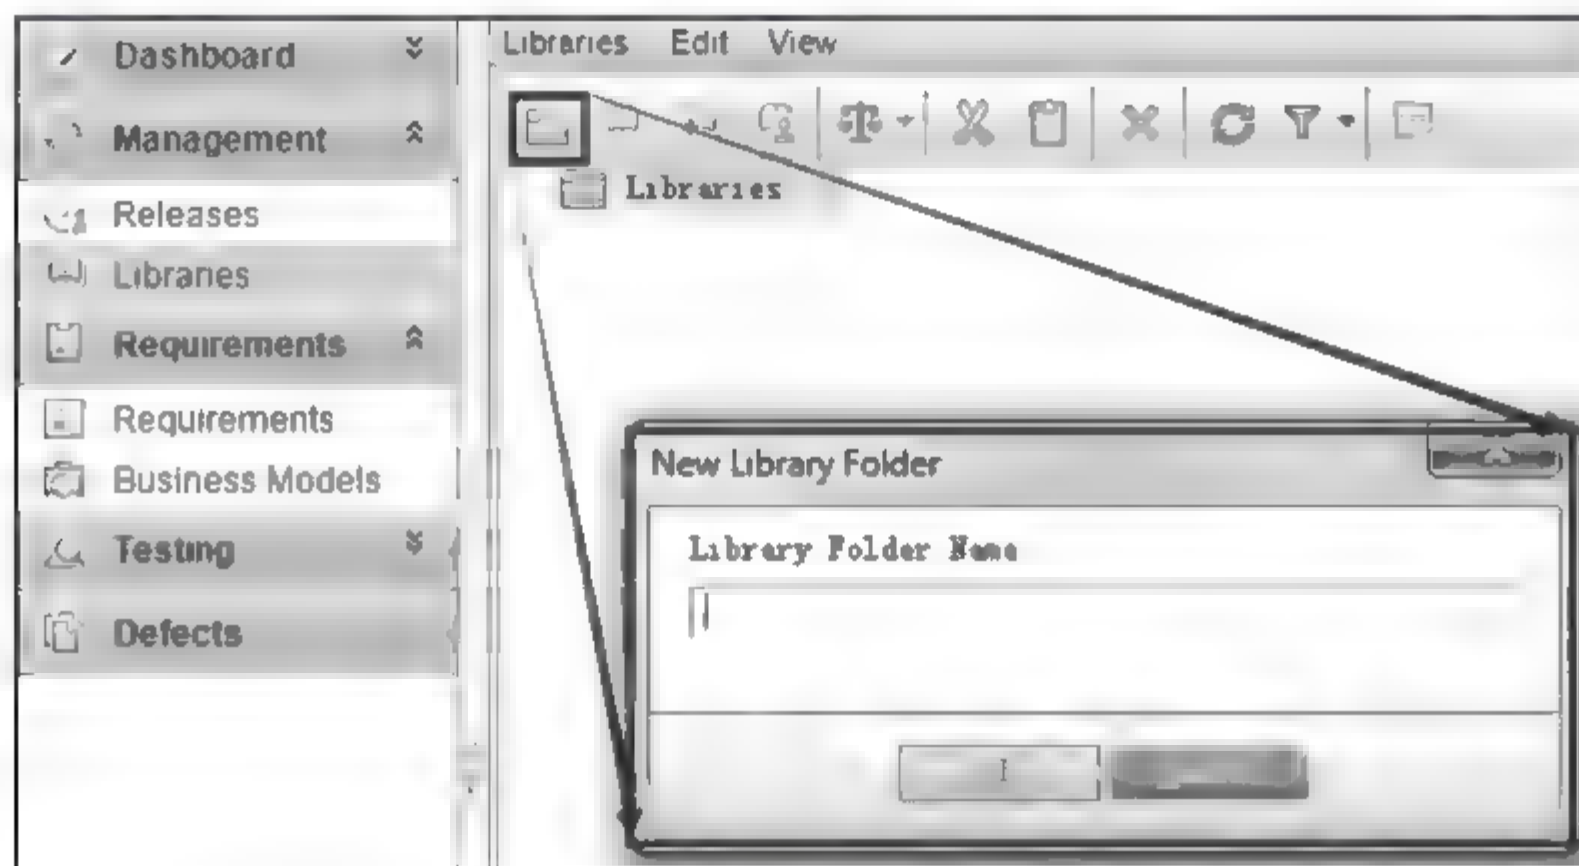 Dashboard
Management
Releases
Libraries
Requirements
Requirements
Business Models
Testing
Defects
Libraries Edit View
Libraries
New Library Folder
Library Folder Name